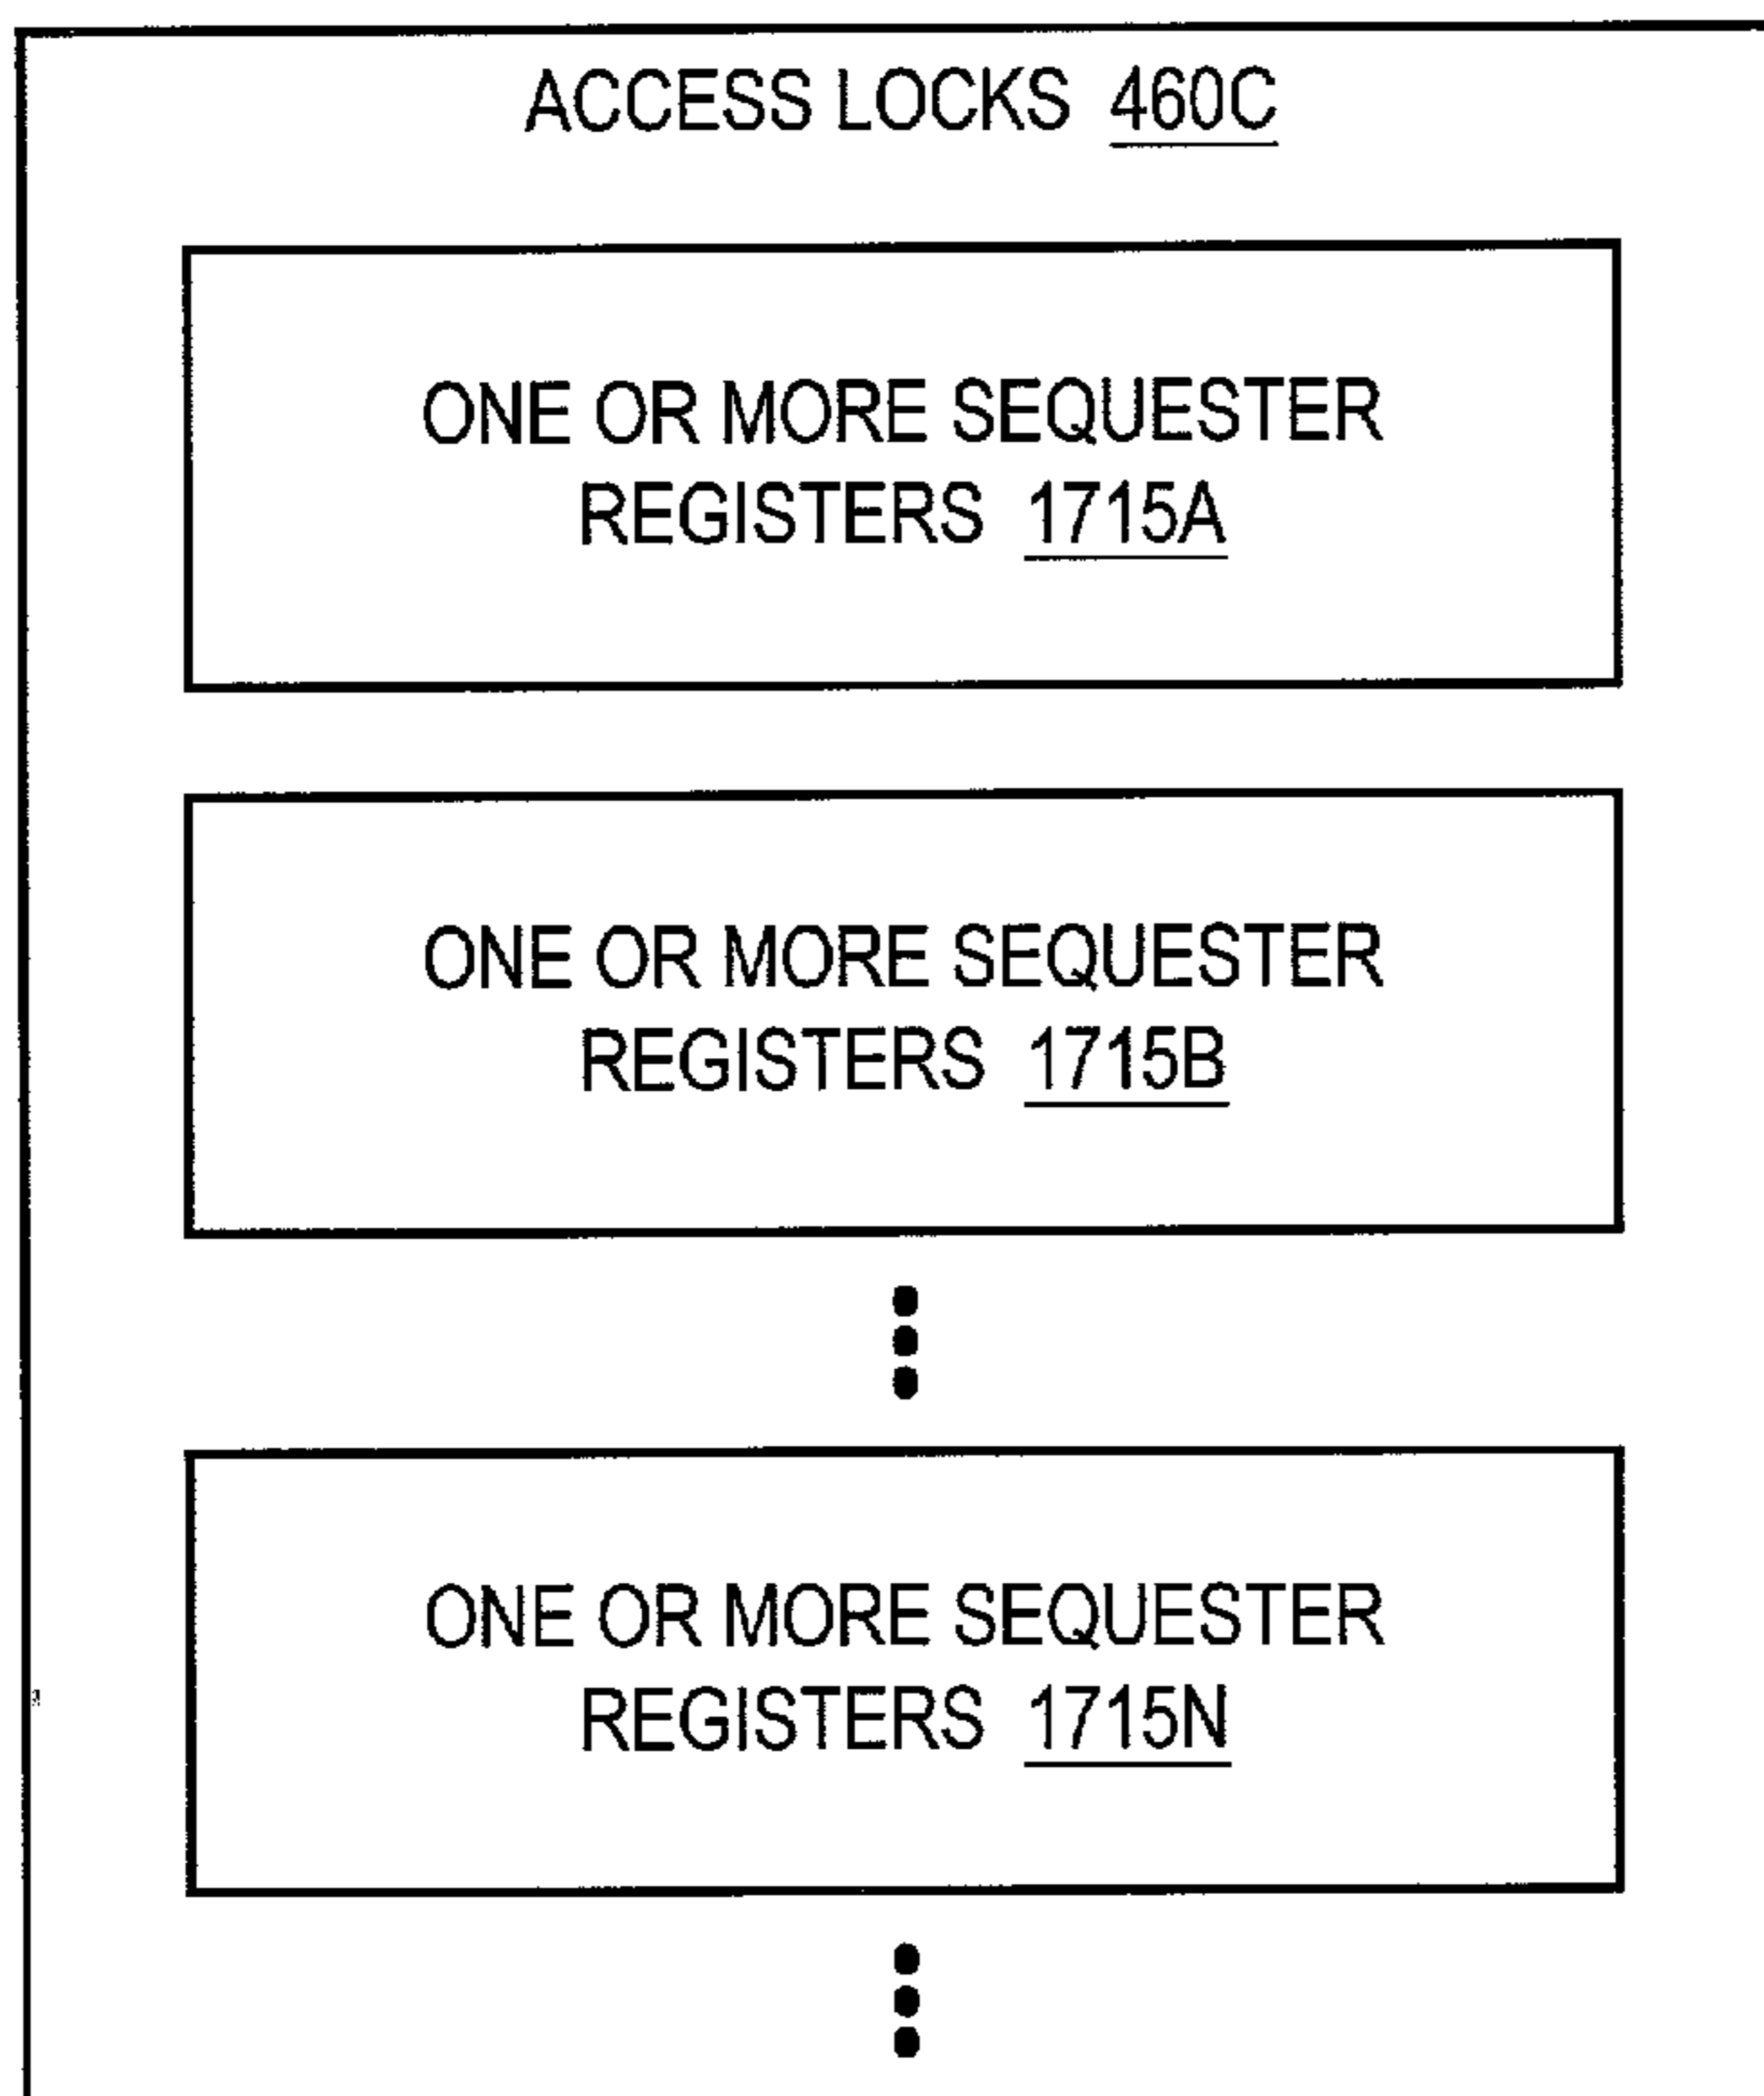 ACCESS LOCKS 460C
ONE OR MORE SEQUESTER
REGISTERS 1715A
ONE OR MORE SEQUESTER
REGISTERS 1715B
ONE OR MORE SEQUESTER
REGISTERS 1715N